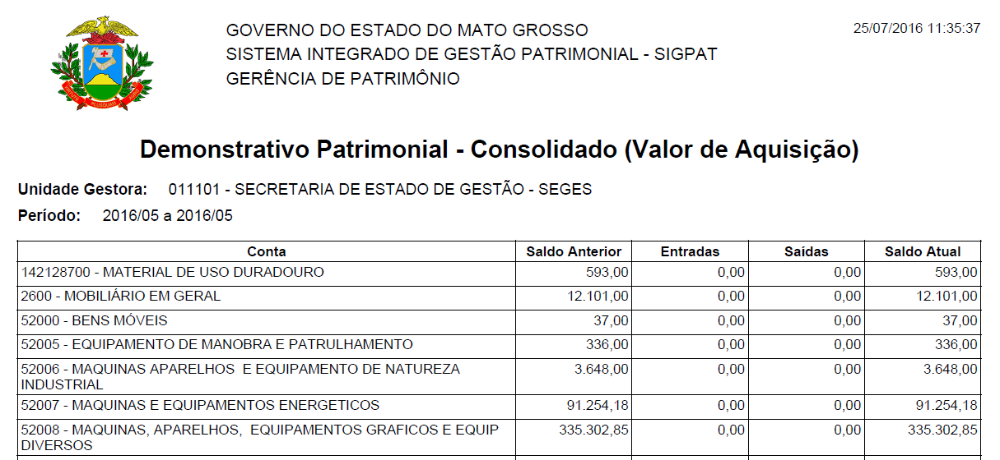 GOVERNO DO ESTADO DO MATO GROSSO
25/07/2016 11:35:37
SISTEMA INTEGRADO DE GESTÃO PATRIMONIAL - SIGPAT
GERÊNCIA DE PATRIMÔNIO
PLUSQUAM
Demonstrativo Patrimonial - Consolidado (Valor de Aquisição)
Unidade Gestora: 011101 - SECRETARIA DE ESTADO DE GESTÃO - SEGES
Período: 2016/05 a 2016/05
Conta Saldo Anterior Entradas Saídas Saldo Atual
142128700 - MATERIAL DE USO DURADOURO 593,00 0,00 0,00 593,00
2600 - MOBILIÁRIO EM GERAL 12.101,00 0,00 0,00 12.101,00
52000 - BENS MÓVEIS 37,00 0,00 0,00 37,00
52005 - EQUIPAMENTO DE MANOBRA E PATRULHAMENTO 336,00 0,00 0,00 336,00
52006 - MAQUINAS APARELHOS E EQUIPAMENTO DE NATUREZA 3.648,00 0,00 0,00 3.648,00
INDUSTRIAL
52007 - MAQUINAS E EQUIPAMENTOS ENERGETICOS 91.254,18 0,00 0,00 91.254,18
52008 - MAQUINAS, APARELHOS, EQUIPAMENTOS GRAFICOS E EQUIP 335.302,85 0,00 0,00 335.302,85
DIVERSOS